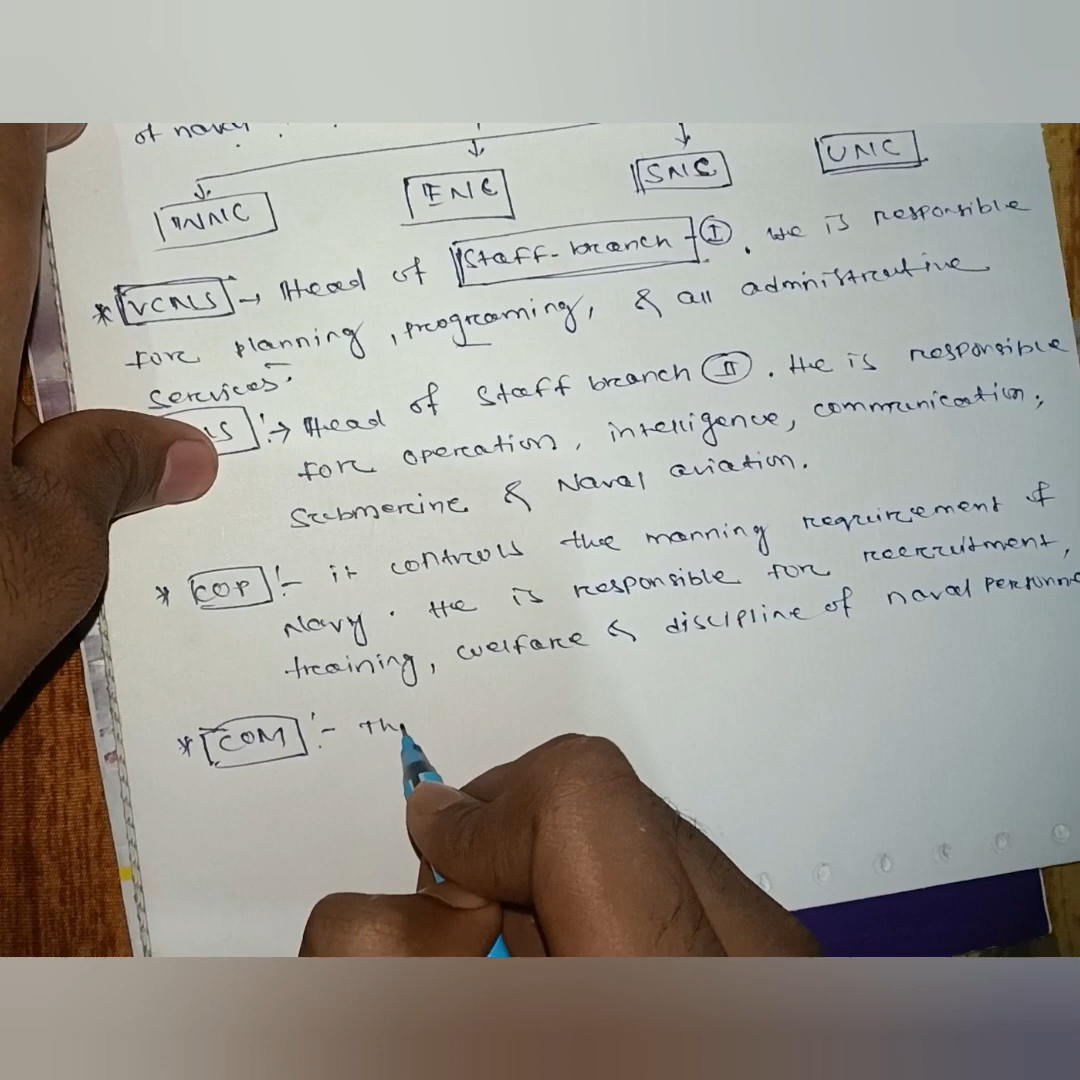 of navy
WNC ENC SNC UNC
* VCNS → Head of Staff-branch - I . He is responsible
for planning, programing, & all administrative
services.
Head of Staff branch II . He is responsible
for operation, intelligence, communication,
Submerine & Naval aviation.
* COP :- it controls the manning requirement of
Navy. He is responsible for recruitment,
training, welfare & discipline of naval personne
* COM :- Th